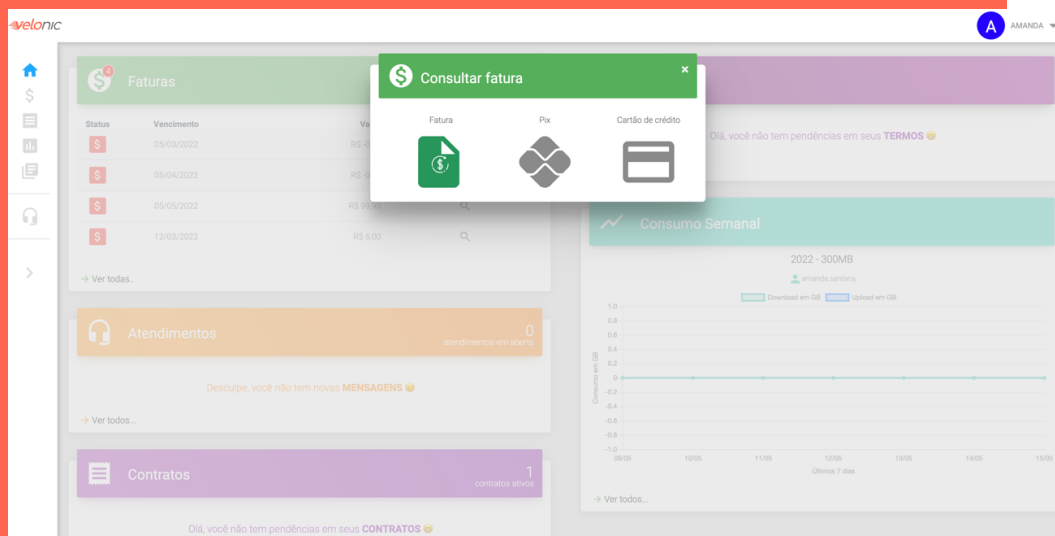 velonic
A AMANDA
Consultar fatura ×
Fatura Pix Cartão de crédito
4 Faturas
Status Vencimento
05/03/2022
05/04/2022
05/05/2022 R$ 99,90
12/03/2022 R$ 5,00
Ver todas..
Atendimentos 0
atendimentos em aberto
Desculpe, você não tem novas MENSAGENS
Ver todos...
Contratos 1
contratos ativos
Olá, você não tem pendências em seus CONTRATOS
Olá, você não tem pendências em seus TERMOS
Consumo Semanal
2022 - 300MB
amanda.santana
Download em GB Upload em GB
Consumo em GB
1.0
0.8
0.6
0.4
0.2
0
-0.2
-0.4
-0.6
-0.8
-1.0
09/05 10/05 11/05 12/05 13/05 14/05 15/05
Últimos 7 dias
Ver todos...